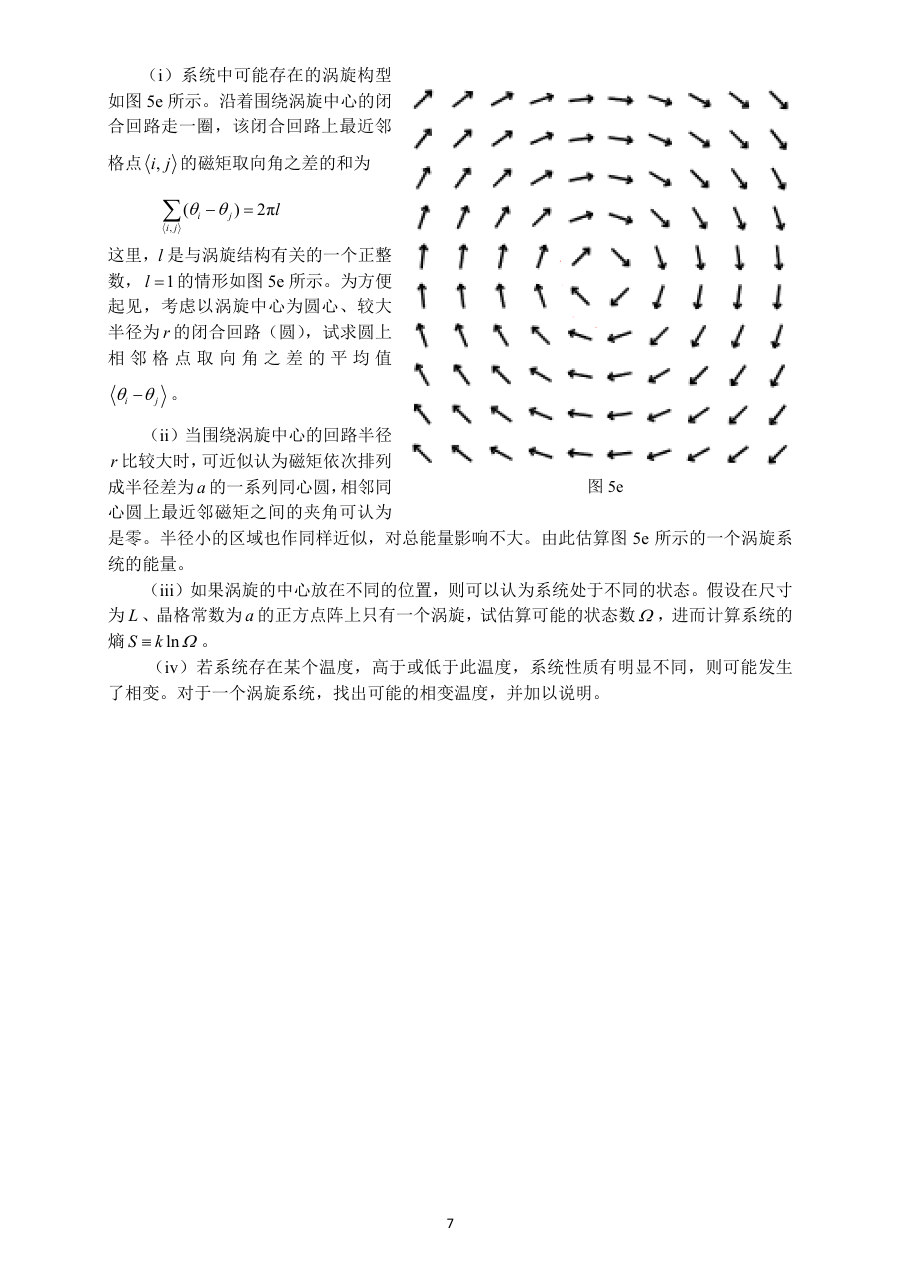 （i）系统中可能存在的涡旋构型
如图 5e 所示。沿着围绕涡旋中心的闭
合回路走一圈，该闭合回路上最近邻
格点⟨i, j⟩的磁矩取向角之差的和为
∑⟨i,j⟩(θi − θj) = 2πl
这里，l 是与涡旋结构有关的一个正整
数，l = 1 的情形如图 5e 所示。为方便
起见，考虑以涡旋中心为圆心、较大
半径为 r 的闭合回路（圆），试求圆上
相邻格点取向角之差的平均值
⟨θi − θj⟩。
（ii）当围绕涡旋中心的回路半径
r 比较大时，可近似认为磁矩依次排列
成半径差为 a 的一系列同心圆，相邻同
心圆上最近邻磁矩之间的夹角可认为
是零。半径小的区域也作同样近似，对总能量影响不大。由此估算图 5e 所示的一个涡旋系
统的能量。
（iii）如果涡旋的中心放在不同的位置，则可以认为系统处于不同的状态。假设在尺寸
为 L、晶格常数为 a 的正方点阵上只有一个涡旋，试估算可能的状态数 Ω，进而计算系统的
熵 S ≡ k ln Ω。
（iv）若系统存在某个温度，高于或低于此温度，系统性质有明显不同，则可能发生
了相变。对于一个涡旋系统，找出可能的相变温度，并加以说明。
图 5e
7